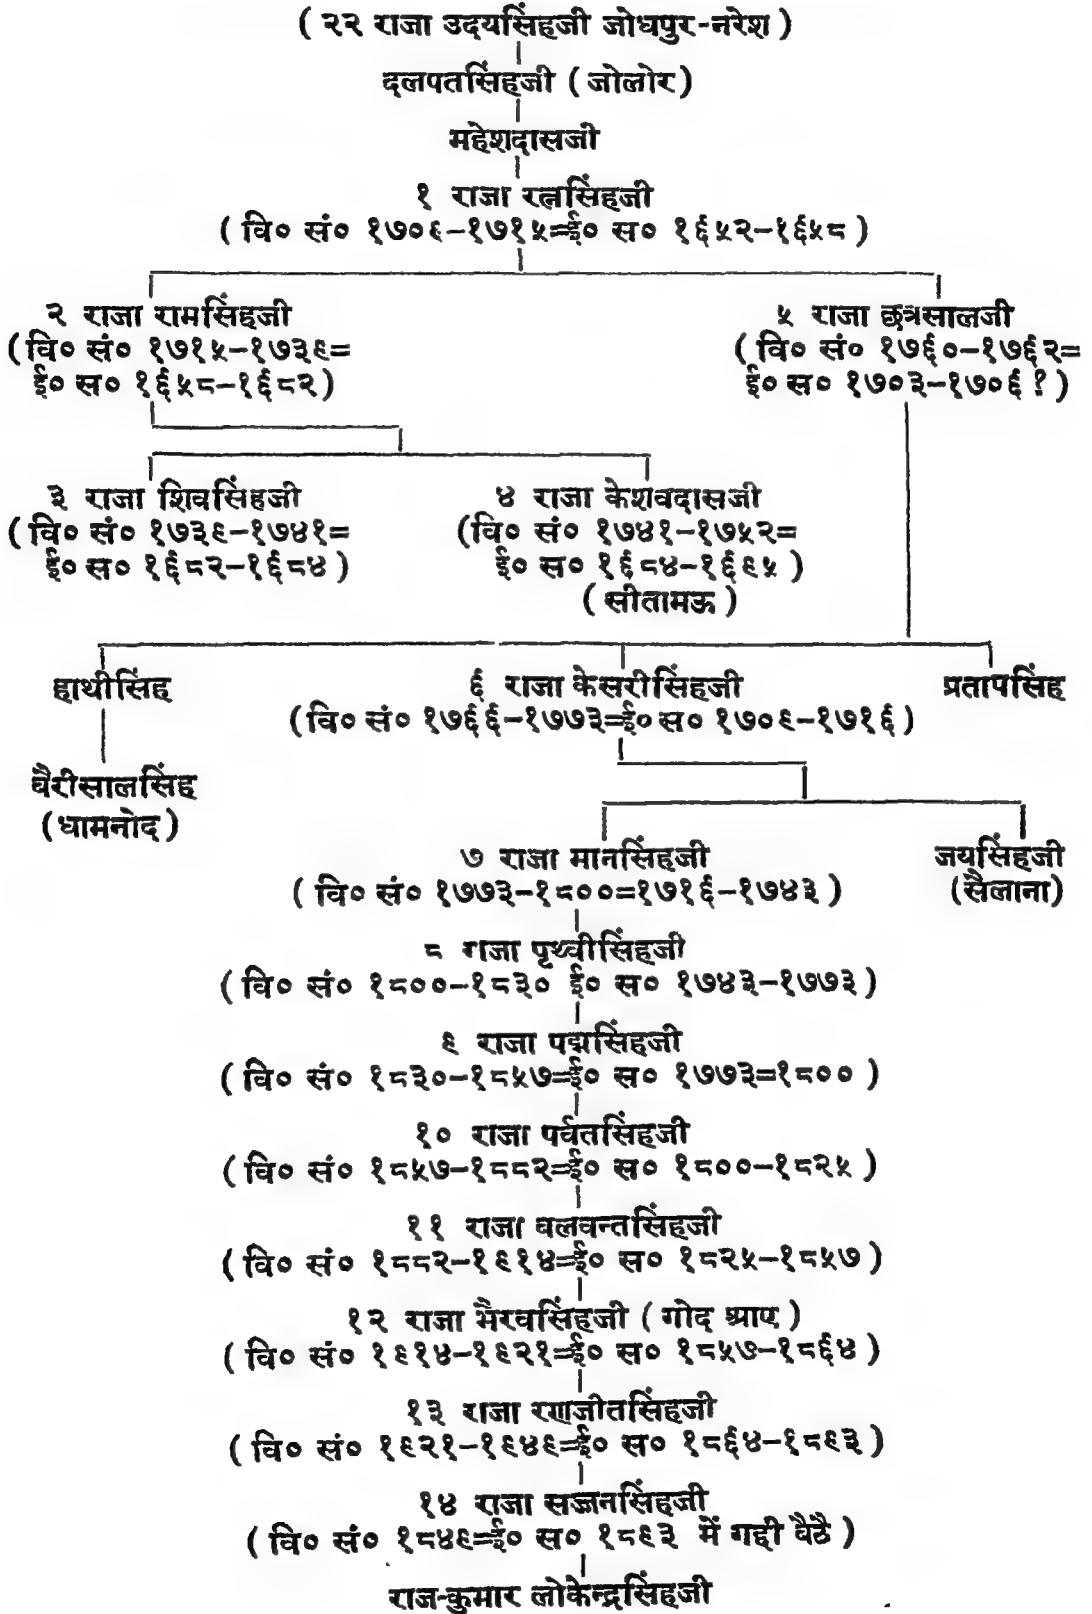 ( २२ राजा उदयसिंहजी जोधपुर-नरेश )
दलपतसिंहजी ( जोलोर )
महेशदासजी
१ राजा रत्नसिंहजी
( वि० सं० १७०९-१७१५=ई० स० १६५२-१६५८ )
२ राजा रामसिंहजी
(वि० सं० १७१५-१७३९=
ई० स० १६५८-१६८२)
५ राजा छत्रसालजी
( वि० सं० १७६०-१७६२=
ई० स० १७०३-१७०६ ? )
३ राजा शिवसिंहजी
(वि० सं० १७३९-१७४१=
ई० स० १६८२-१६८४ )
४ राजा केशवदासजी
(वि० सं० १७४१-१७५२=
ई० स० १६८४-१६९५ )
( सीतामऊ )
हाथीसिंह
६ राजा केसरीसिंहजी
(वि० सं० १७६६-१७७३=ई० स० १७०९-१७१६)
प्रतापसिंह
बैरीसालसिंह
(धामनोद)
७ राजा मानसिंहजी
( वि० सं० १७७३-१८००=१७१६-१७४३ )
जयसिंहजी
(सैलाना)
८ राजा पृथ्वीसिंहजी
( वि० सं० १८००-१८३० ई० स० १७४३-१७७३)
९ राजा पद्मसिंहजी
( वि० सं० १८३०-१८५७=ई० स० १७७३=१८०० )
१० राजा पर्वतसिंहजी
( वि० सं० १८५७-१८८२=ई० स० १८००-१८२५ )
११ राजा वलवन्तसिंहजी
( वि० सं० १८८२-१९१४=ई० स० १८२५-१८५७ )
१२ राजा भैरवसिंहजी ( गोद आए )
( वि० सं० १९१४-१९२१=ई० स० १८५७-१८६४ )
१३ राजा रणजीतसिंहजी
( वि० सं० १९२१-१९४९=ई० स० १८६४-१८९३ )
१४ राजा सज्जनसिंहजी
( वि० सं० १८४९=ई० स० १८९३ में गद्दी बैठै )
राज-कुमार लोकेन्द्रसिंहजी